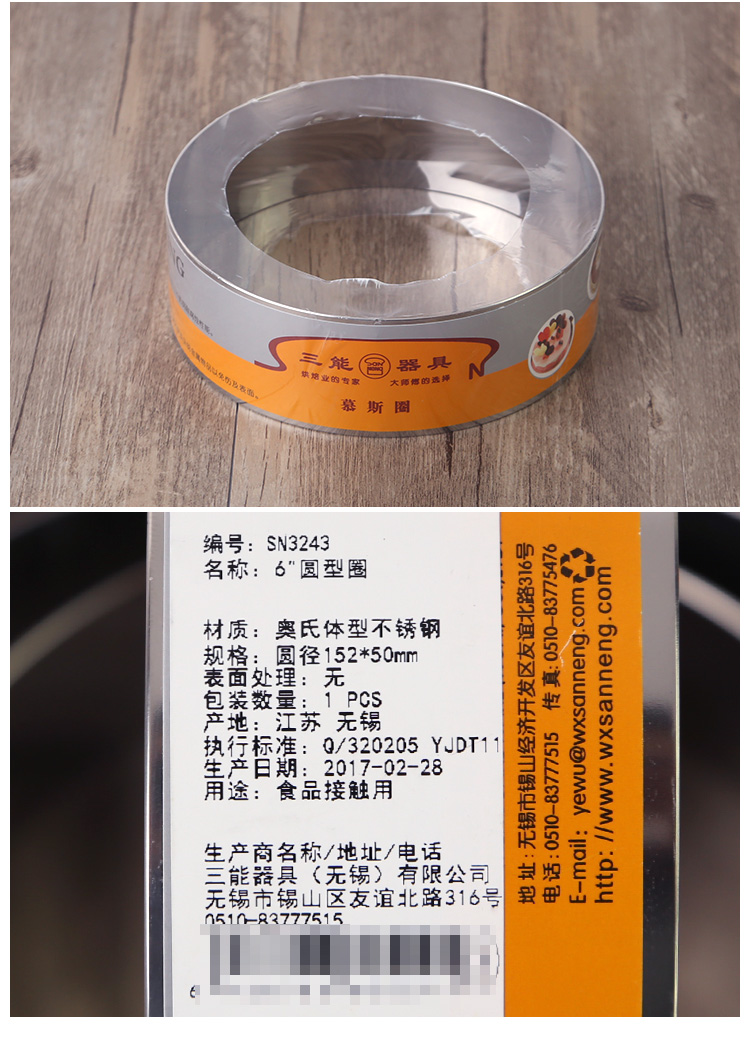 NG
三能 器具
烘焙业的专家 大师傅的选择
慕斯圈
编号: SN3243
名称: 6"圆型圈
材质: 奥氏体型不锈钢
规格: 圆径152*50mm
表面处理: 无
包装数量: 1 PCS
产地: 江苏 无锡
执行标准: Q/320205 YJDT11
生产日期: 2017-02-28
用途: 食品接触用
生产商名称/地址/电话
三能器具(无锡)有限公司
无锡市锡山区友谊北路316号
0510-83777515
地址:无锡市锡山经济开发区友谊北路316号
电话:0510-83777515 传真:0510-83775476
E-mail: yewu@wxsanneng.com
http://www.wxsanneng.com